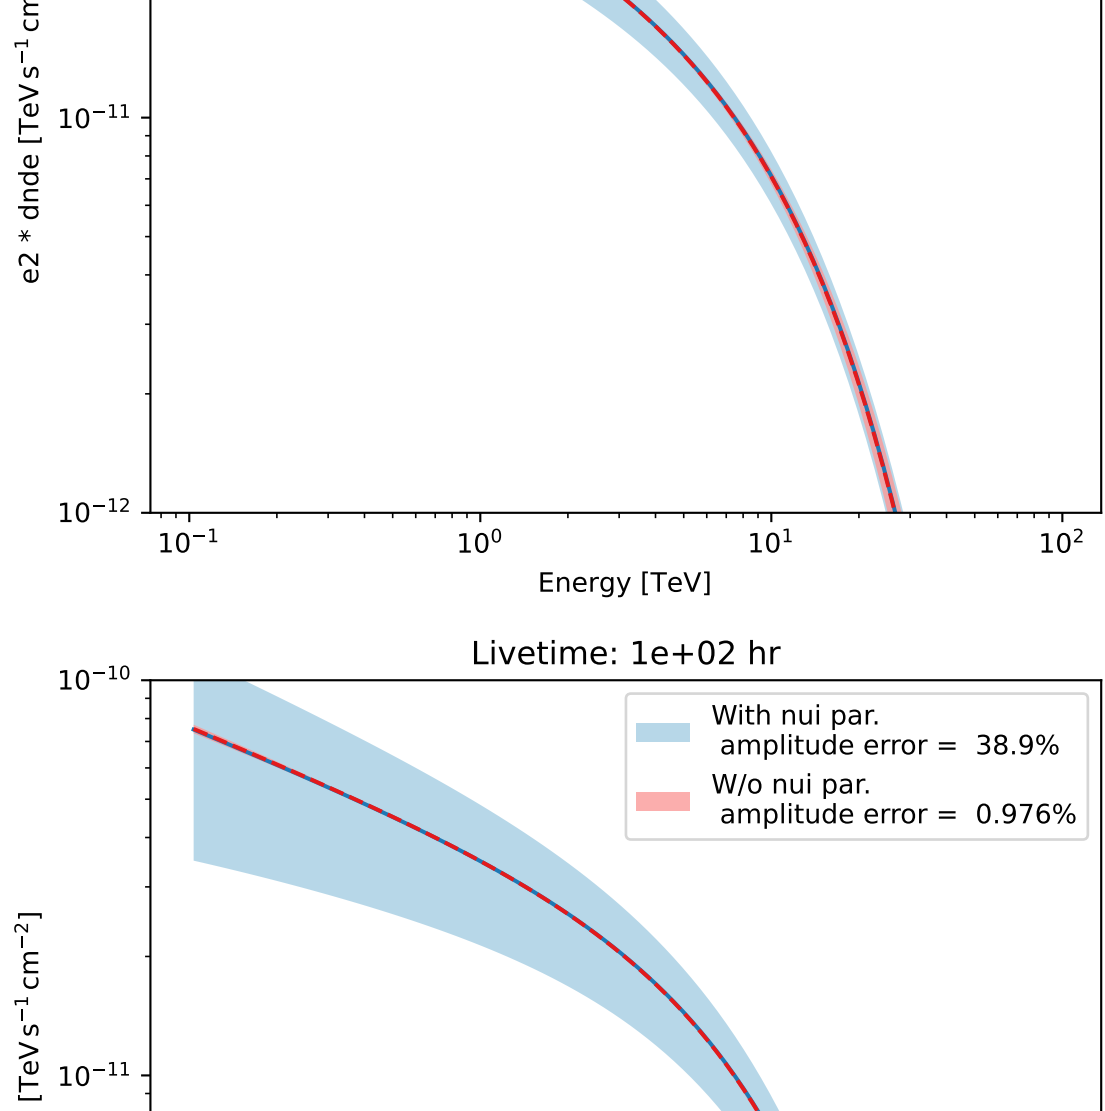 e2 * dnde [TeV s⁻¹ cm
10⁻¹¹
10⁻¹²
10⁻¹ 10⁰ 10¹ 10²
Energy [TeV]
Livetime: 1e+02 hr
10⁻¹⁰
With nui par.
amplitude error = 38.9%
W/o nui par.
amplitude error = 0.976%
[TeV s⁻¹ cm⁻²]
10⁻¹¹